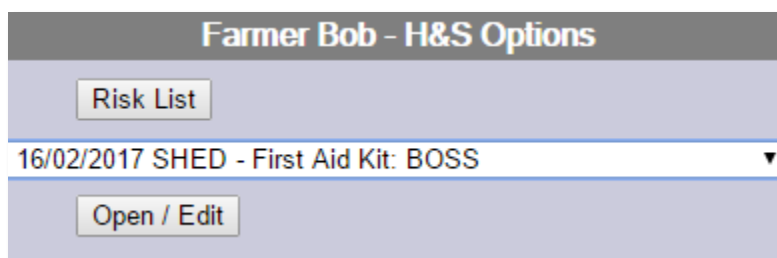 Farmer Bob - H&S Options
Risk List
16/02/2017 SHED - First Aid Kit: BOSS
Open / Edit